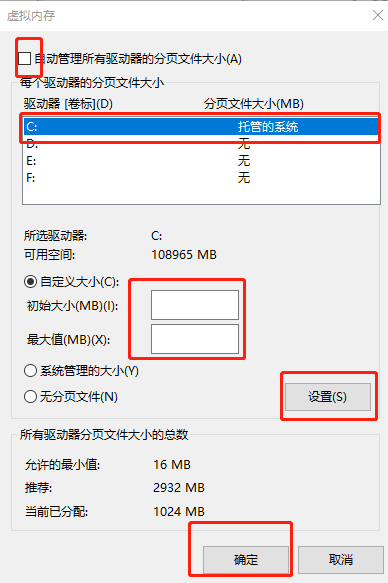 虚拟内存
自动管理所有驱动器的分页文件大小(A)
每个驱动器的分页文件大小
驱动器 [卷标](D) 分页文件大小(MB)
C: 托管的系统
D: 无
E: 无
F: 无
所选驱动器: C:
可用空间: 108965 MB
自定义大小(C):
初始大小(MB)(I):
最大值(MB)(X):
系统管理的大小(Y)
无分页文件(N)
设置(S)
所有驱动器分页文件大小的总数
允许的最小值: 16 MB
推荐: 2932 MB
当前已分配: 1024 MB
确定 取消